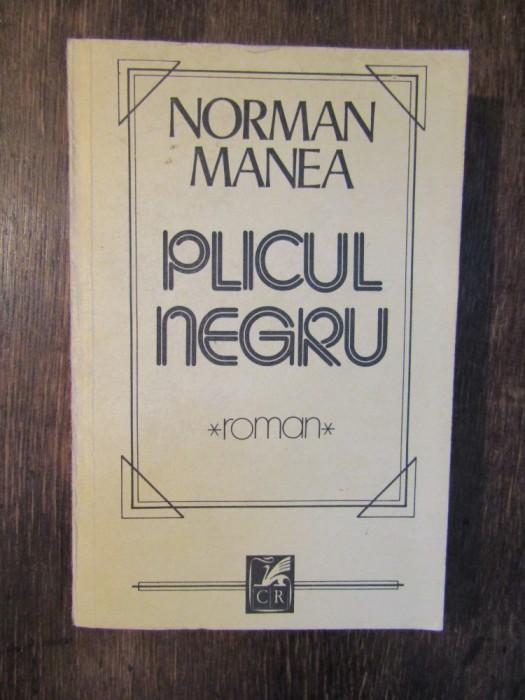 NORMAN
MANEA
PLICUL
NEGRU
*roman*
CR